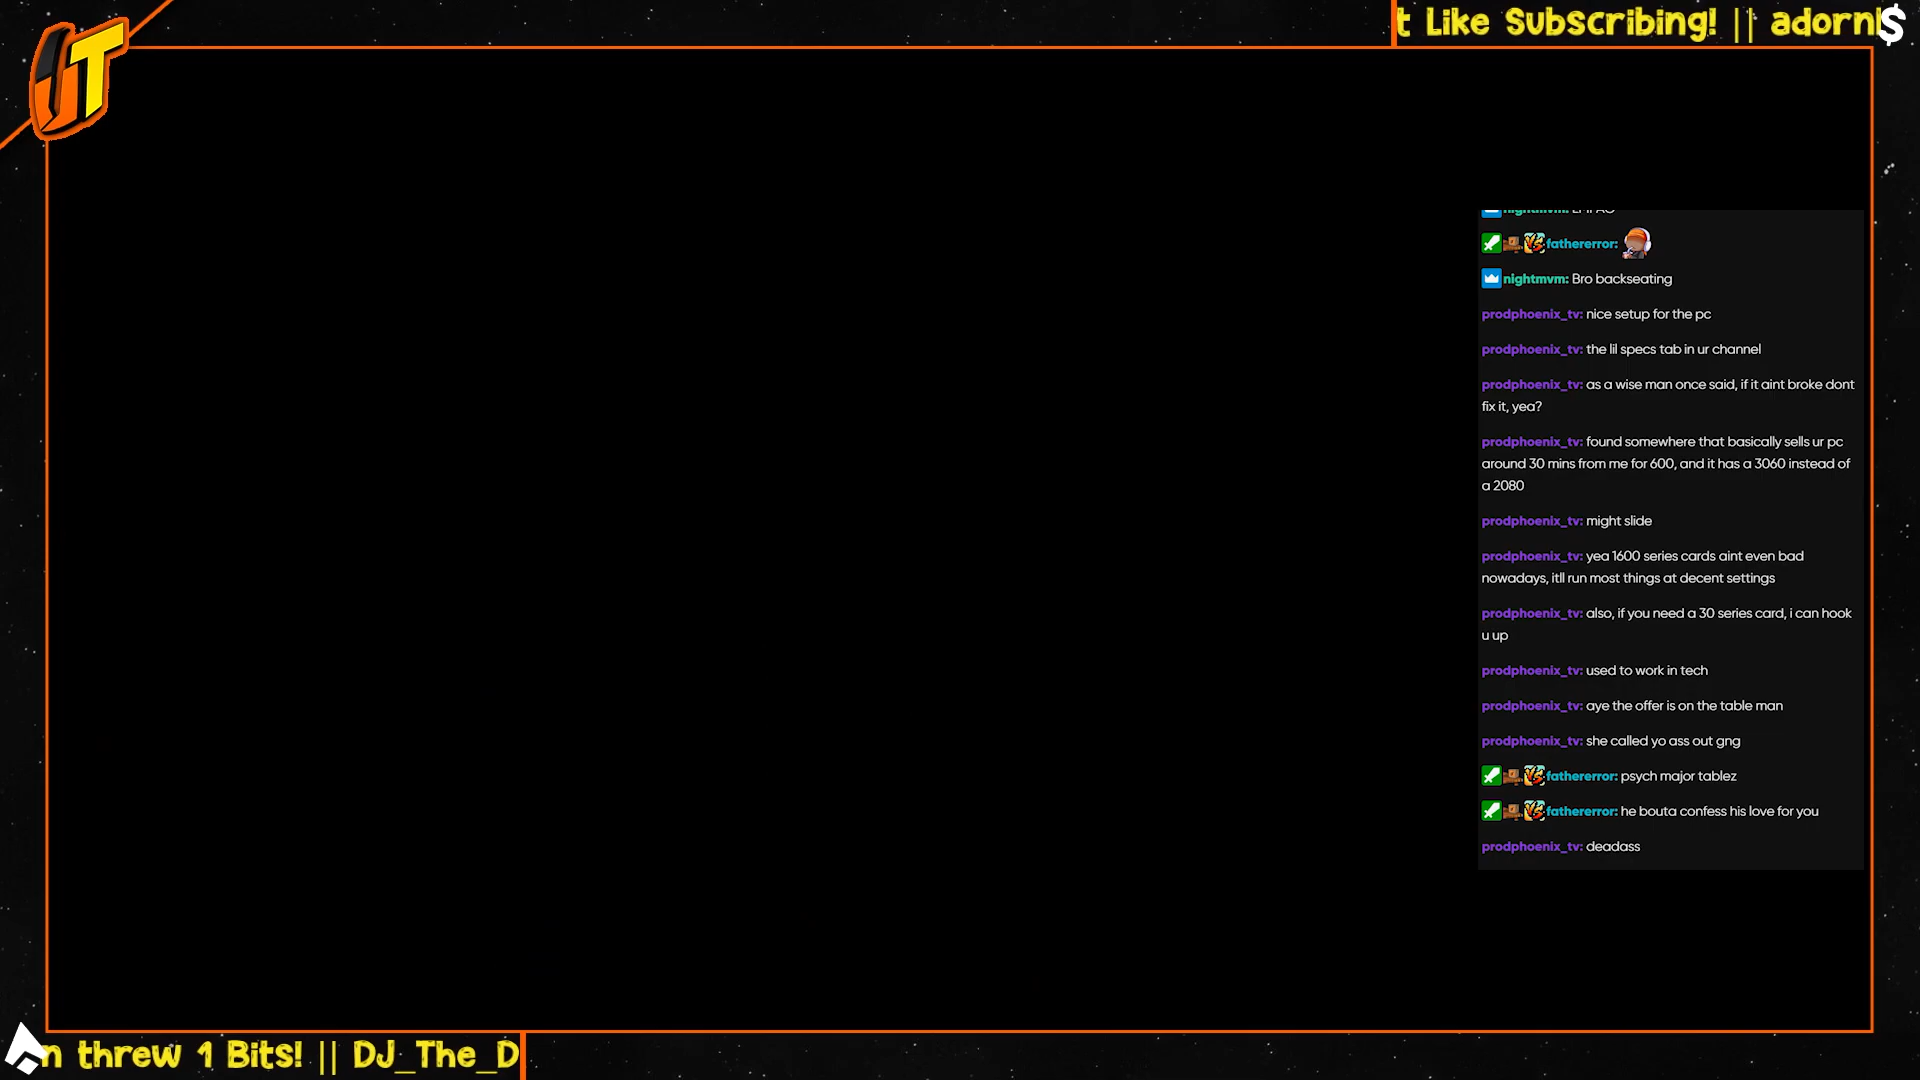 t Like Subscribing! || adorn
$
JT
nightmvm: LMFAO
fathererror:
nightmvm: Bro backseating
prodphoenix_tv: nice setup for the pc
prodphoenix_tv: the lil specs tab in ur channel
prodphoenix_tv: as a wise man once said, if it aint broke dont
fix it, yea?
prodphoenix_tv: found somewhere that basically sells ur pc
around 30 mins from me for 600, and it has a 3060 instead of
a 2080
prodphoenix_tv: might slide
prodphoenix_tv: yea 1600 series cards aint even bad
nowadays, itll run most things at decent settings
prodphoenix_tv: also, if you need a 30 series card, i can hook
u up
prodphoenix_tv: used to work in tech
prodphoenix_tv: aye the offer is on the table man
prodphoenix_tv: she called yo ass out gng
fathererror: psych major tablez
fathererror: he bouta confess his love for you
prodphoenix_tv: deadass
n threw 1 Bits! || DJ_The_D